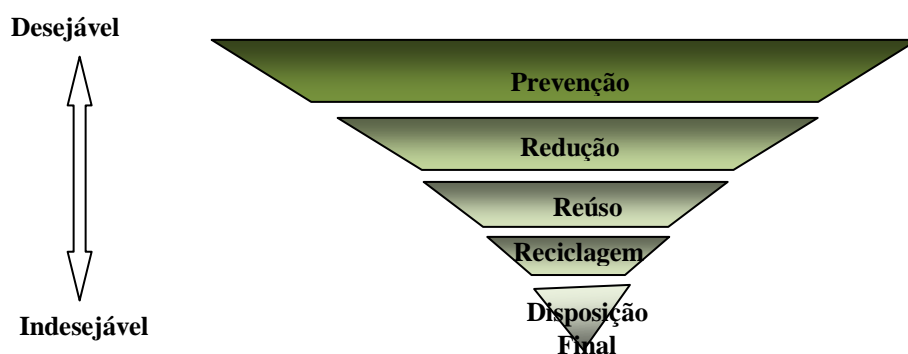 Desejável
Prevenção
Redução
Reúso
Reciclagem
Disposição
Final
Indesejável